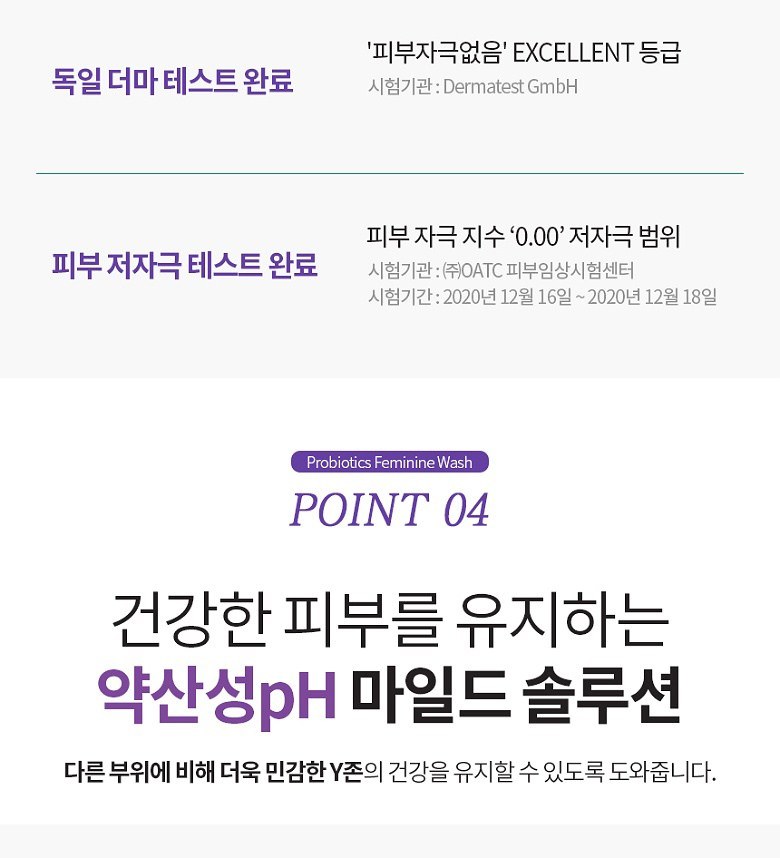 독일 더마 테스트 완료
'피부자극없음' EXCELLENT 등급
시험기관 : Dermatest GmbH
피부 저자극 테스트 완료
피부 자극 지수 ‘0.00’ 저자극 범위
시험기관 : ㈜OATC 피부임상시험센터
시험기간 : 2020년 12월 16일 ~ 2020년 12월 18일
Probiotics Feminine Wash
POINT 04
건강한 피부를 유지하는
약산성pH 마일드 솔루션
다른 부위에 비해 더욱 민감한 Y존의 건강을 유지할 수 있도록 도와줍니다.